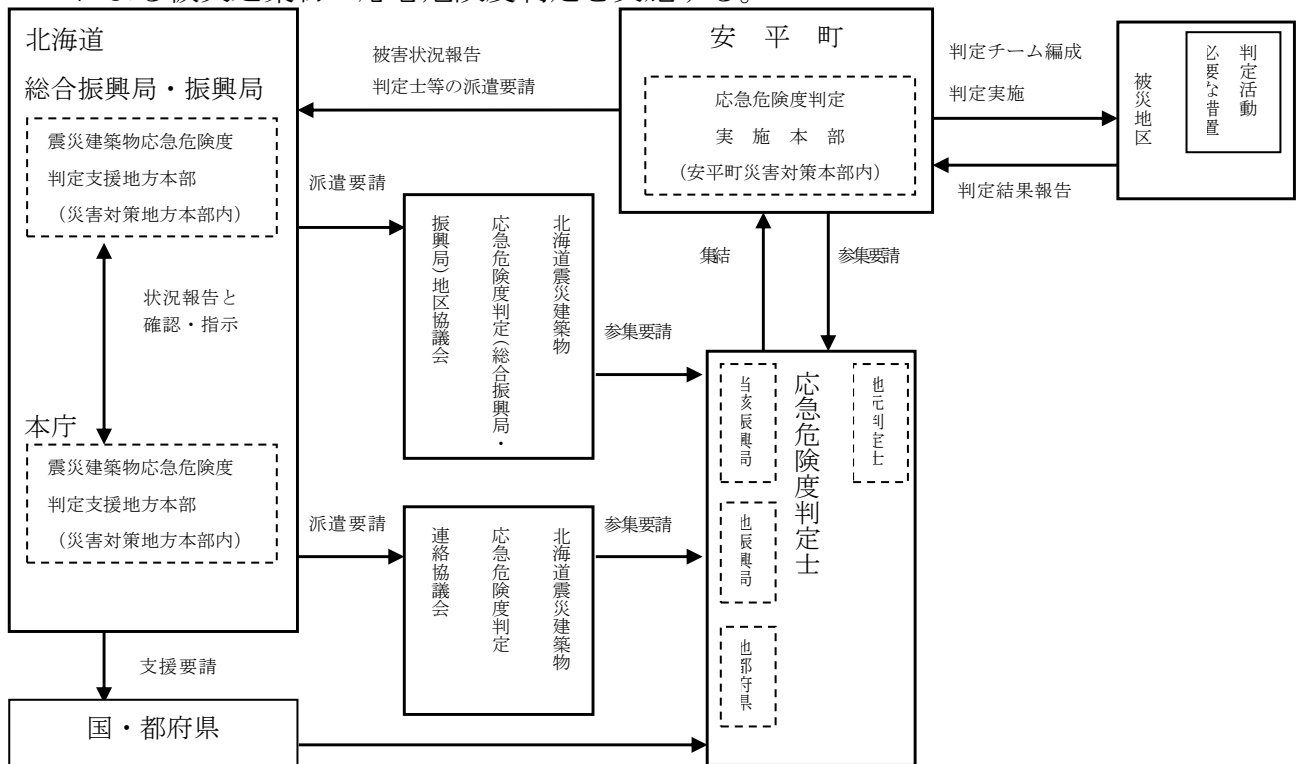 応急危険度判定を実施する。
北海道
総合振興局・振興局
震災建築物応急危険度
判定支援地方本部
(災害対策地方本部内)
状況報告と
確認・指示
本庁
震災建築物応急危険度
判定支援地方本部
(災害対策地方本部内)
支援要請
国・都府県
被害状況報告
判定士等の派遣要請
派遣要請
北海道震災建築物
応急危険度判定(総合振興局・
振興局)地区協議会
参集要請
派遣要請
北海道震災建築物
応急危険度判定
連絡協議会
参集要請
安平町
応急危険度判定
実施本部
(安平町災害対策本部内)
集結
参集要請
応急危険度判定士
地元判定士
当該振興局
他振興局
他都府県
判定チーム編成
判定実施
判定結果報告
被災地区
判定活動
必要な措置